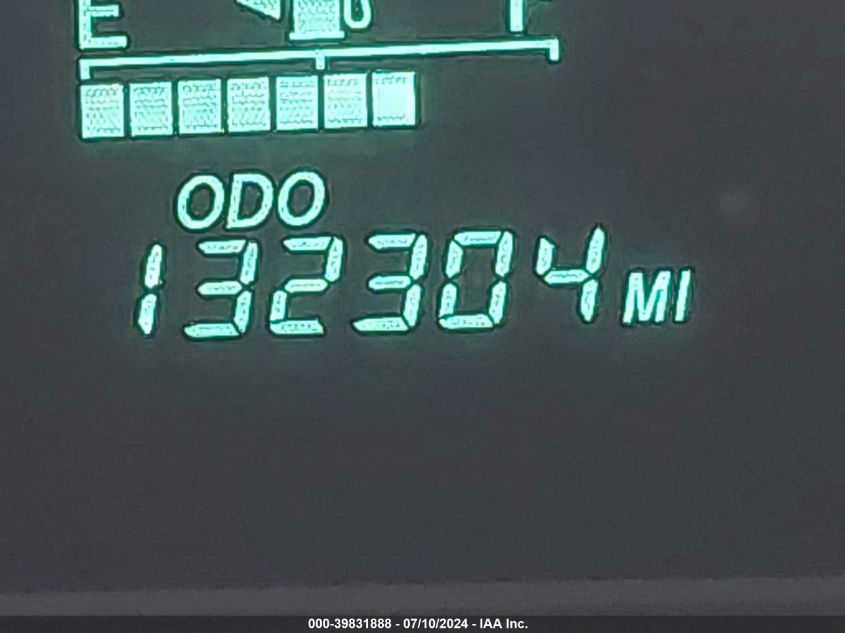 E F
ODO
132304 MI
000-39831888 - 07/10/2024 - IAA Inc.